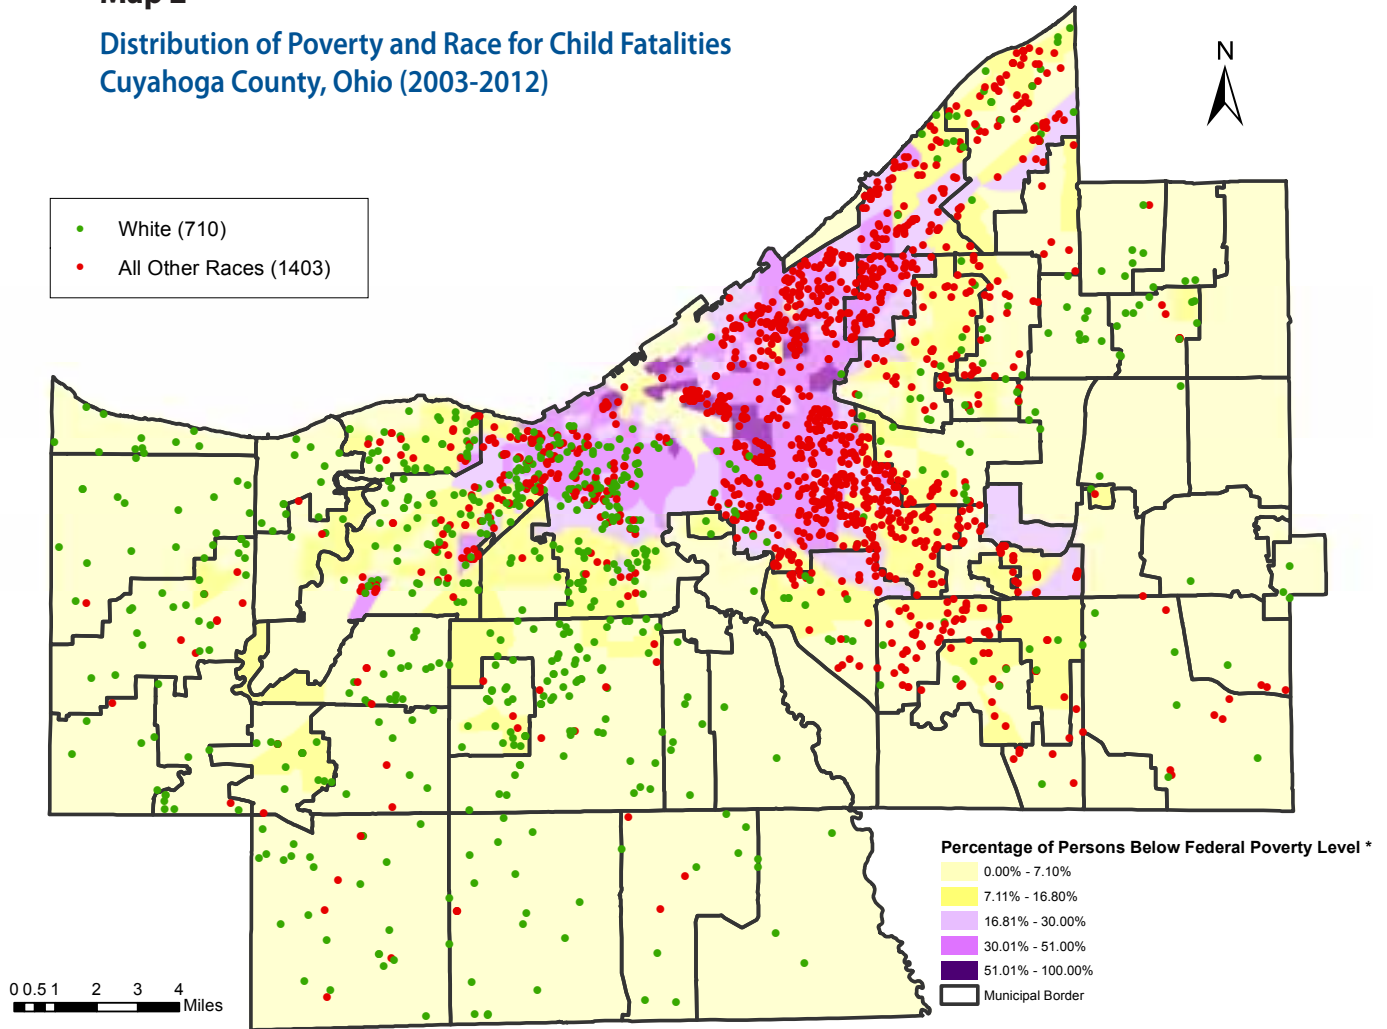 Map 2
Distribution of Poverty and Race for Child Fatalities
Cuyahoga County, Ohio (2003-2012)
N
White (710)
All Other Races (1403)
Percentage of Persons Below Federal Poverty Level *
0.00% - 7.10%
7.11% - 16.80%
16.81% - 30.00%
30.01% - 51.00%
51.01% - 100.00%
Municipal Border
0 0.5 1 2 3 4
Miles